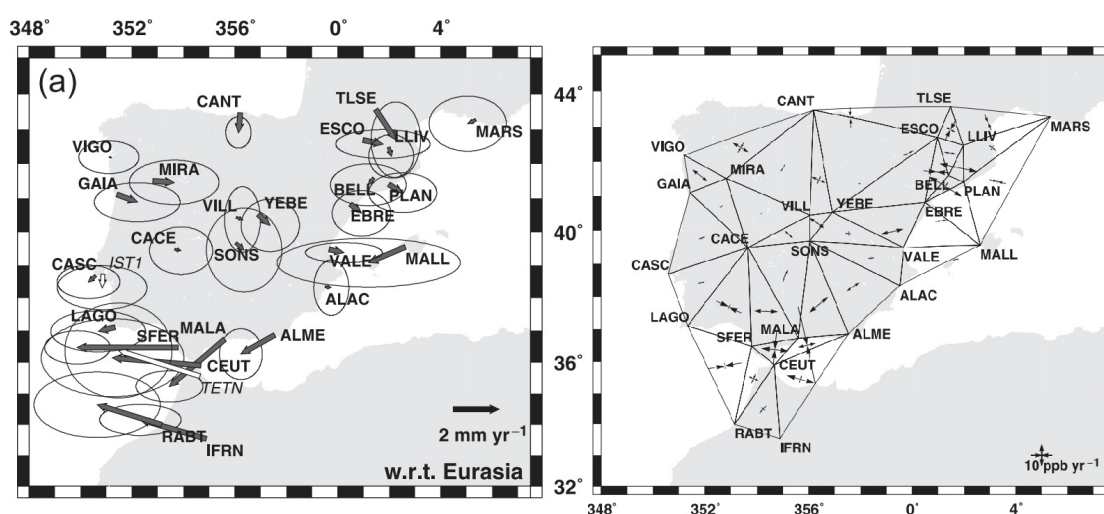 348° 352° 356° 0° 4°
(a)
CANT
TLSE
ESCO
LLIV
MARS
VIGO
MIRA
GAIA
BELL
PLAN
VILL
YEBE
EBRE
CACE
SONS
VALE
MALL
CASC
IST1
ALAC
LAGO
SFER
MALA
ALME
CEUT
TETN
RABT
IFRN
2 mm yr⁻¹
w.r.t. Eurasia
44°
40°
36°
32°
CANT
TLSE
ESCO
LLIV
MARS
VIGO
MIRA
GAIA
BELL
PLAN
VILL
YEBE
EBRE
CACE
SONS
VALE
MALL
CASC
ALAC
LAGO
MALA
SFER
ALME
CEUT
RABT
IFRN
10 ppb yr⁻¹
348° 352° 356° 0° 4°